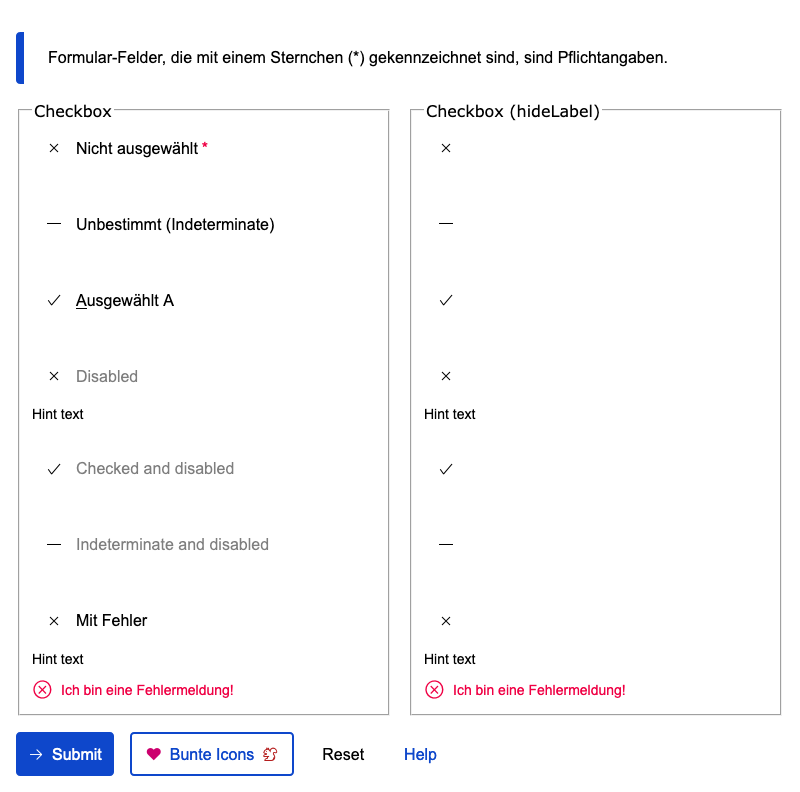 Formular-Felder, die mit einem Sternchen (*) gekennzeichnet sind, sind Pflichtangaben.
Checkbox
Nicht ausgewählt *
Unbestimmt (Indeterminate)
Ausgewählt A
Disabled
Hint text
Checked and disabled
Indeterminate and disabled
Mit Fehler
Hint text
Ich bin eine Fehlermeldung!
Checkbox (hideLabel)
Hint text
Hint text
Ich bin eine Fehlermeldung!
Submit
Bunte Icons
Reset
Help